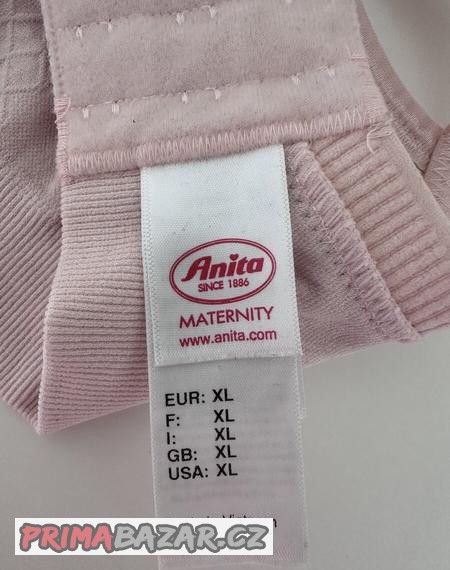 Anita
SINCE 1886
MATERNITY
www.anita.com
EUR: XL
F: XL
I: XL
GB: XL
USA: XL
PRIMABAZAR.CZ